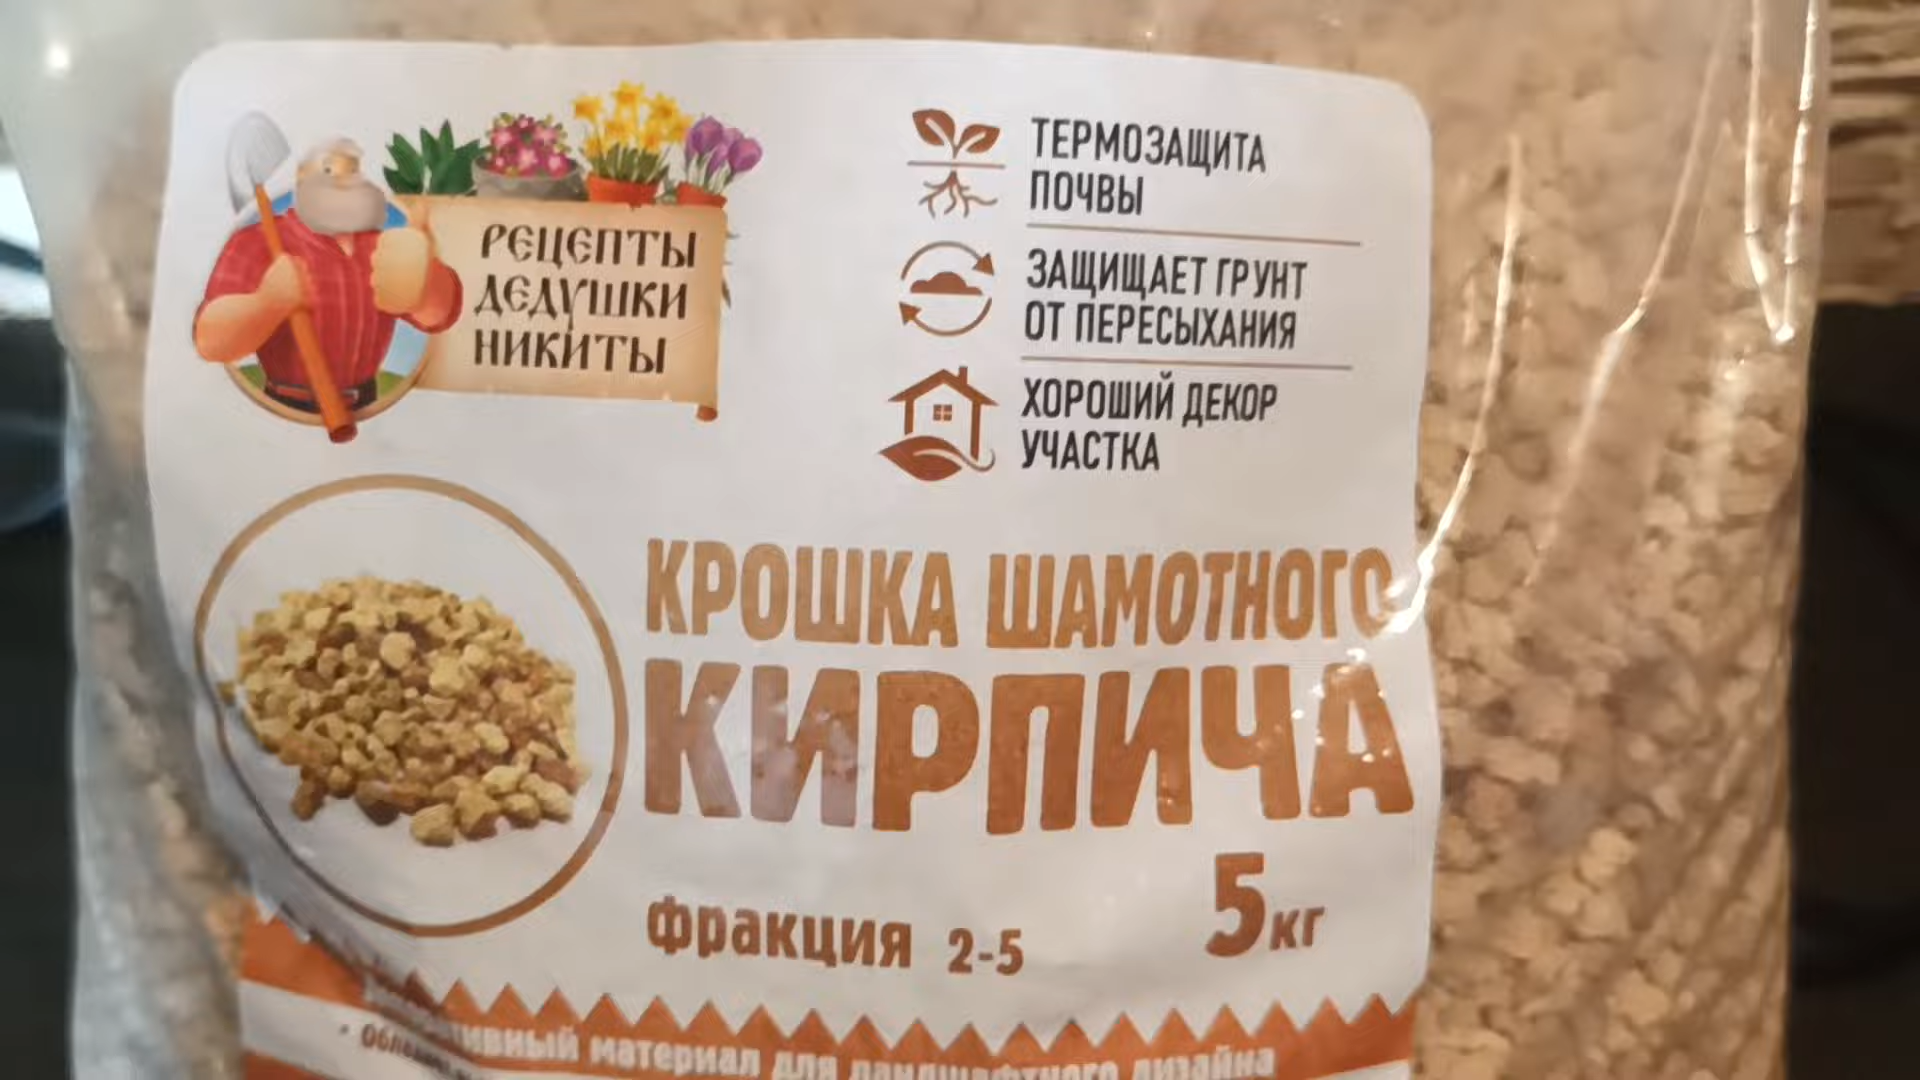 РЕЦЕПТЫ
ДЕДУШКИ
НИКИТЫ
ТЕРМОЗАЩИТА
ПОЧВЫ
ЗАЩИЩАЕТ ГРУНТ
ОТ ПЕРЕСЫХАНИЯ
ХОРОШИЙ ДЕКОР
УЧАСТКА
КРОШКА ШАМОТНОГО
КИРПИЧА
фракция 2-5
5кг
материал для ландшафтного дизайна